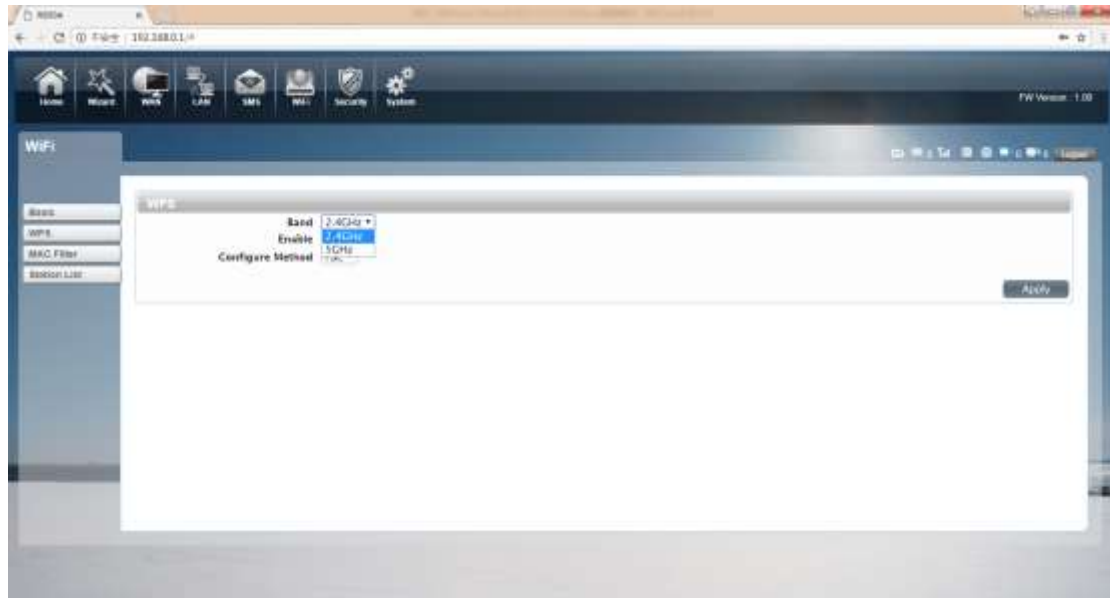 192.168.0.1/#
Home Wizard WAN LAN SMS WiFi Security System
FW Version : 1.00
WiFi
Logout
Basic
WPS
MAC Filter
Station List
WPS
Band 2.4GHz
2.4GHz
5GHz
Enable
Configure Method
Apply